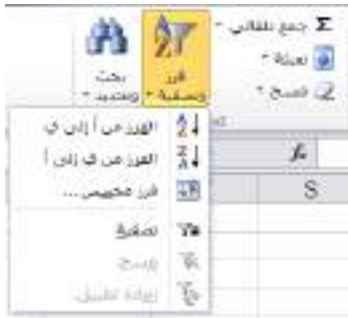 Σ جمع تلقائي
تعبئة
مسح
فرز
وتصفية
بحث
وتحديد
الفرز من أ إلى ي
الفرز من ي إلى أ
فرز مخصص...
تصفية
مسح
إعادة تطبيق
fx
S